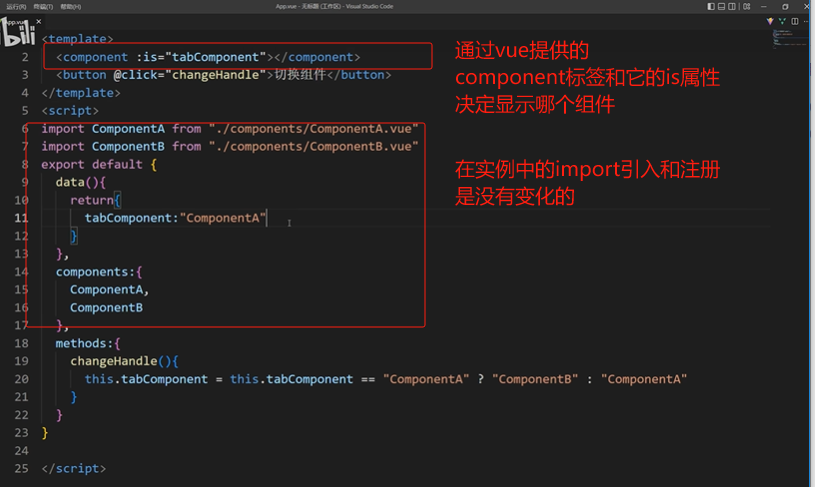 运行(R) 终端(T) 帮助(H)
App.vue - 无标题 (工作区) - Visual Studio Code
bili
App.vue
<template>
2 <component :is="tabComponent"></component>
3 <button @click="changeHandle">切换组件</button>
4 </template>
5 <script>
6 import ComponentA from "./components/ComponentA.vue"
7 import ComponentB from "./components/ComponentB.vue"
8 export default {
9 data(){
10 return{
11 tabComponent:"ComponentA"
12 }
13 },
14 components:{
15 ComponentA,
16 ComponentB
17 },
18 methods:{
19 changeHandle(){
20 this.tabComponent = this.tabComponent == "ComponentA" ? "ComponentB" : "ComponentA"
21 }
22 }
23 }
24
25 </script>
通过vue提供的
component标签和它的is属性
决定显示哪个组件
在实例中的import引入和注册
是没有变化的